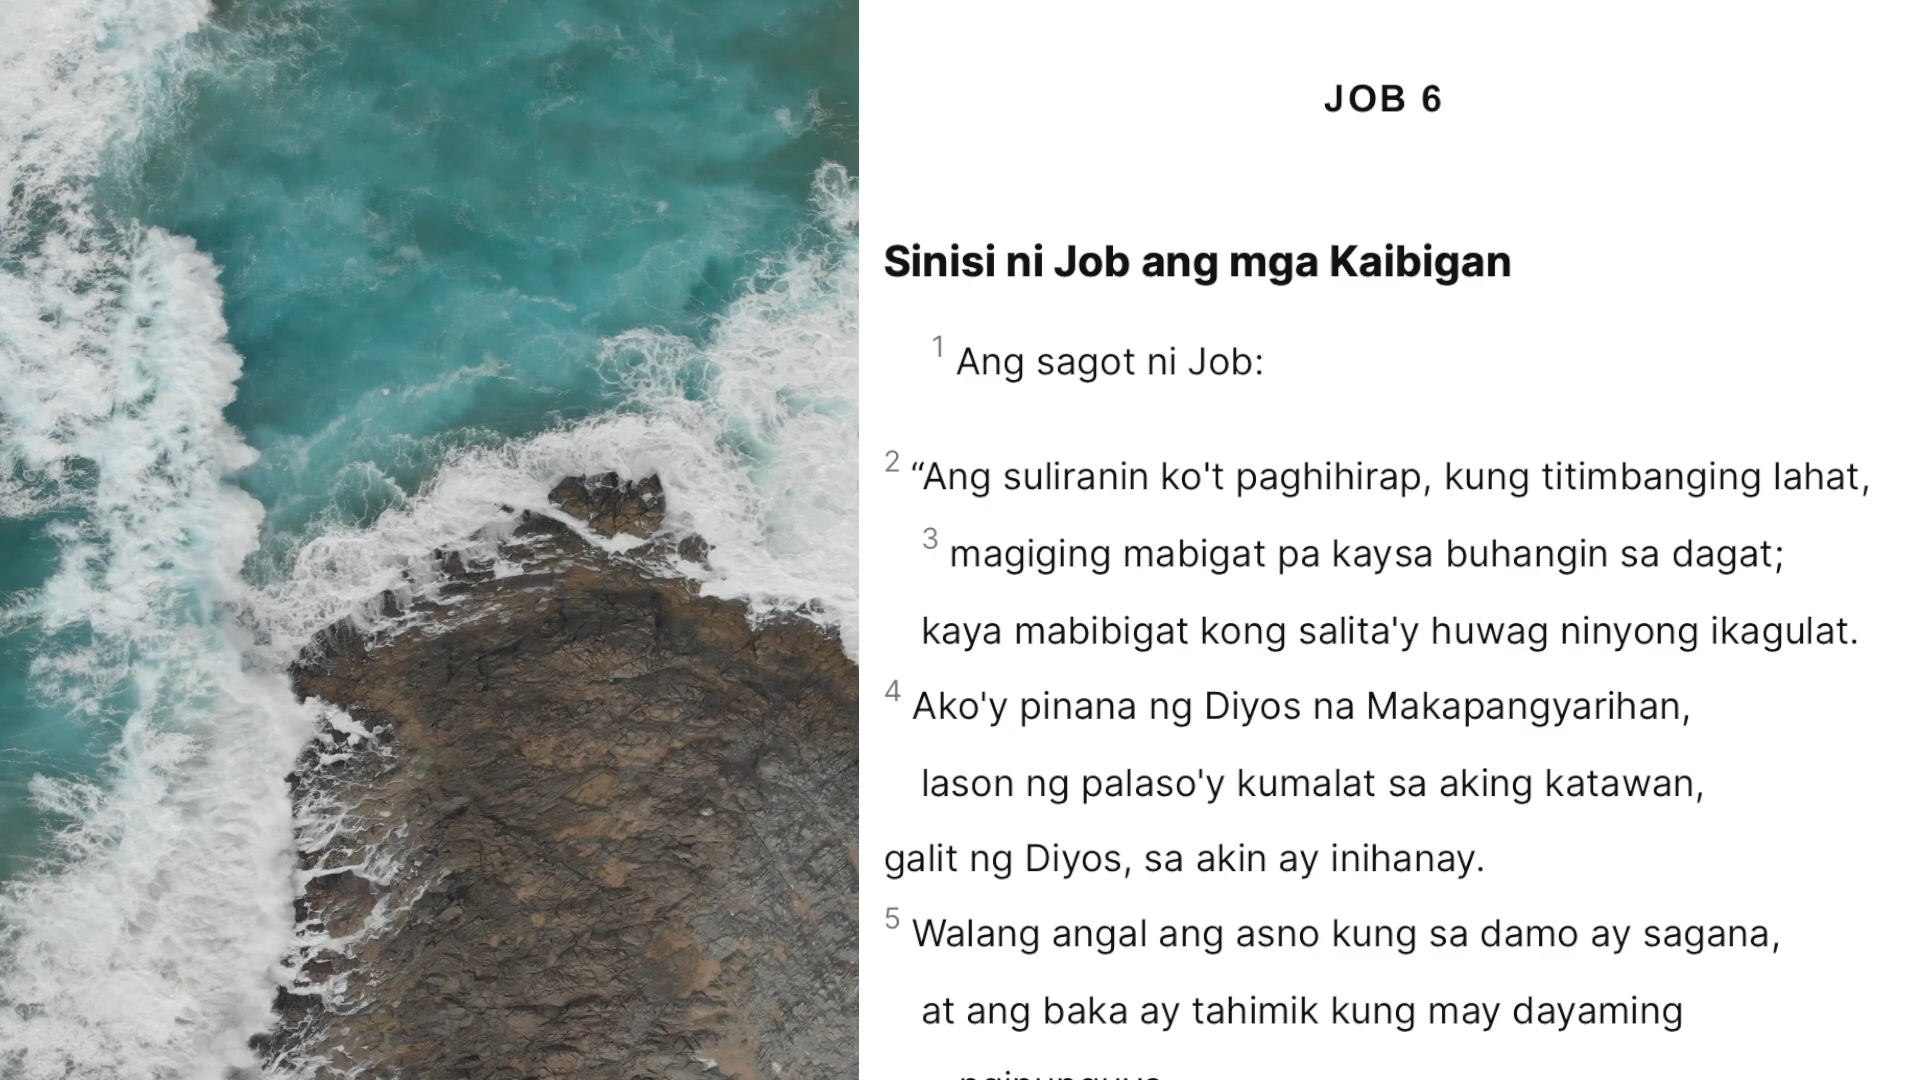 JOB 6
Sinisi ni Job ang mga Kaibigan
1 Ang sagot ni Job:
2 “Ang suliranin ko't paghihirap, kung titimbanging lahat,
3 magiging mabigat pa kaysa buhangin sa dagat;
kaya mabibigat kong salita'y huwag ninyong ikagulat.
4 Ako'y pinana ng Diyos na Makapangyarihan,
lason ng palaso'y kumalat sa aking katawan,
galit ng Diyos, sa akin ay inihanay.
5 Walang angal ang asno kung sa damo ay sagana,
at ang baka ay tahimik kung may dayaming